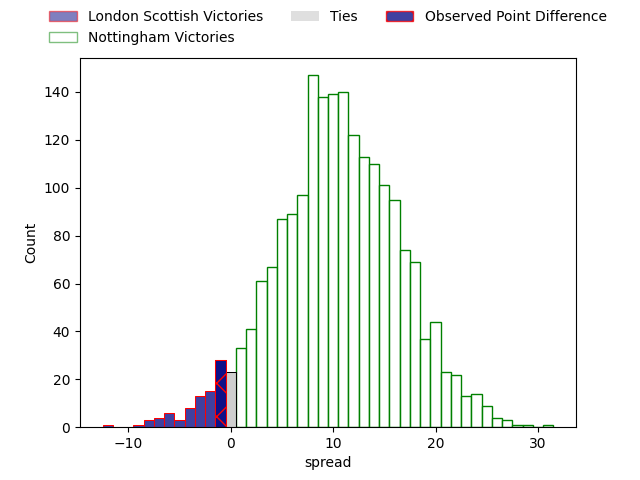 London Scottish Victories
Nottingham Victories
Ties
Observed Point Difference
Count
140
120
100
80
60
40
20
0
−10
0
10
20
30
spread